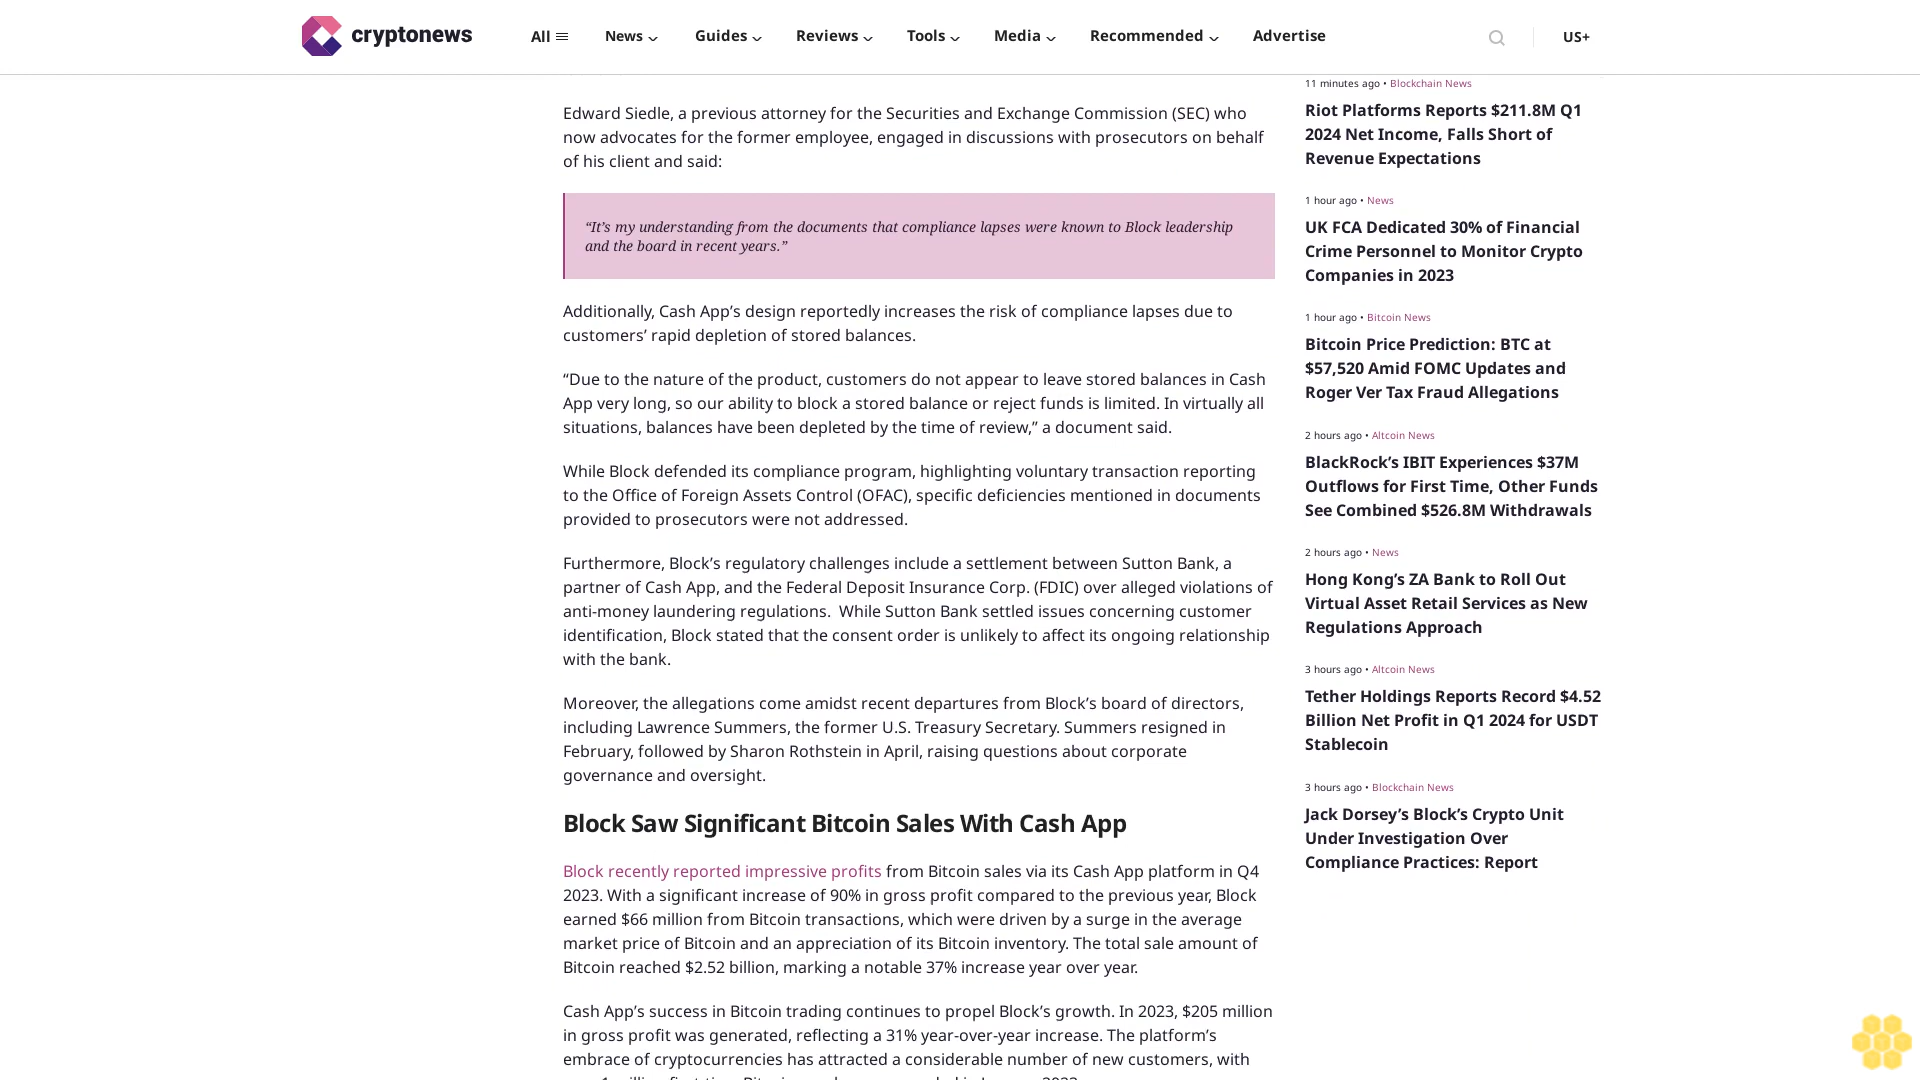 cryptonews
All
News
Guides
Reviews
Tools
Media
Recommended
Advertise
US+
Edward Siedle, a previous attorney for the Securities and Exchange Commission (SEC) who
now advocates for the former employee, engaged in discussions with prosecutors on behalf
of his client and said:
“It’s my understanding from the documents that compliance lapses were known to Block leadership
and the board in recent years.”
Additionally, Cash App’s design reportedly increases the risk of compliance lapses due to
customers’ rapid depletion of stored balances.
“Due to the nature of the product, customers do not appear to leave stored balances in Cash
App very long, so our ability to block a stored balance or reject funds is limited. In virtually all
situations, balances have been depleted by the time of review,” a document said.
While Block defended its compliance program, highlighting voluntary transaction reporting
to the Office of Foreign Assets Control (OFAC), specific deficiencies mentioned in documents
provided to prosecutors were not addressed.
Furthermore, Block’s regulatory challenges include a settlement between Sutton Bank, a
partner of Cash App, and the Federal Deposit Insurance Corp. (FDIC) over alleged violations of
anti-money laundering regulations.  While Sutton Bank settled issues concerning customer
identification, Block stated that the consent order is unlikely to affect its ongoing relationship
with the bank.
Moreover, the allegations come amidst recent departures from Block’s board of directors,
including Lawrence Summers, the former U.S. Treasury Secretary. Summers resigned in
February, followed by Sharon Rothstein in April, raising questions about corporate
governance and oversight.
Block Saw Significant Bitcoin Sales With Cash App
Block recently reported impressive profits from Bitcoin sales via its Cash App platform in Q4
2023. With a significant increase of 90% in gross profit compared to the previous year, Block
earned $66 million from Bitcoin transactions, which were driven by a surge in the average
market price of Bitcoin and an appreciation of its Bitcoin inventory. The total sale amount of
Bitcoin reached $2.52 billion, marking a notable 37% increase year over year.
Cash App’s success in Bitcoin trading continues to propel Block’s growth. In 2023, $205 million
in gross profit was generated, reflecting a 31% year-over-year increase. The platform’s
embrace of cryptocurrencies has attracted a considerable number of new customers, with
11 minutes ago • Blockchain News
Riot Platforms Reports $211.8M Q1
2024 Net Income, Falls Short of
Revenue Expectations
1 hour ago • News
UK FCA Dedicated 30% of Financial
Crime Personnel to Monitor Crypto
Companies in 2023
1 hour ago • Bitcoin News
Bitcoin Price Prediction: BTC at
$57,520 Amid FOMC Updates and
Roger Ver Tax Fraud Allegations
2 hours ago • Altcoin News
BlackRock’s IBIT Experiences $37M
Outflows for First Time, Other Funds
See Combined $526.8M Withdrawals
2 hours ago • News
Hong Kong’s ZA Bank to Roll Out
Virtual Asset Retail Services as New
Regulations Approach
3 hours ago • Altcoin News
Tether Holdings Reports Record $4.52
Billion Net Profit in Q1 2024 for USDT
Stablecoin
3 hours ago • Blockchain News
Jack Dorsey’s Block’s Crypto Unit
Under Investigation Over
Compliance Practices: Report